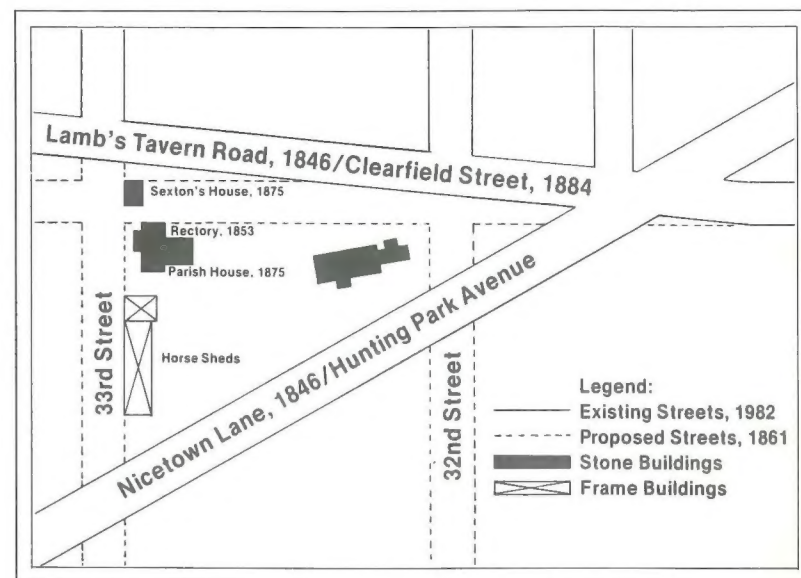 Lamb's Tavern Road, 1846/Clearfield Street, 1884
Sexton's House, 1875
Rectory, 1853
Parish House, 1875
33rd Street
Horse Sheds
Nicetown Lane, 1846/Hunting Park Avenue
32nd Street
Legend:
Existing Streets, 1982
Proposed Streets, 1861
Stone Buildings
Frame Buildings